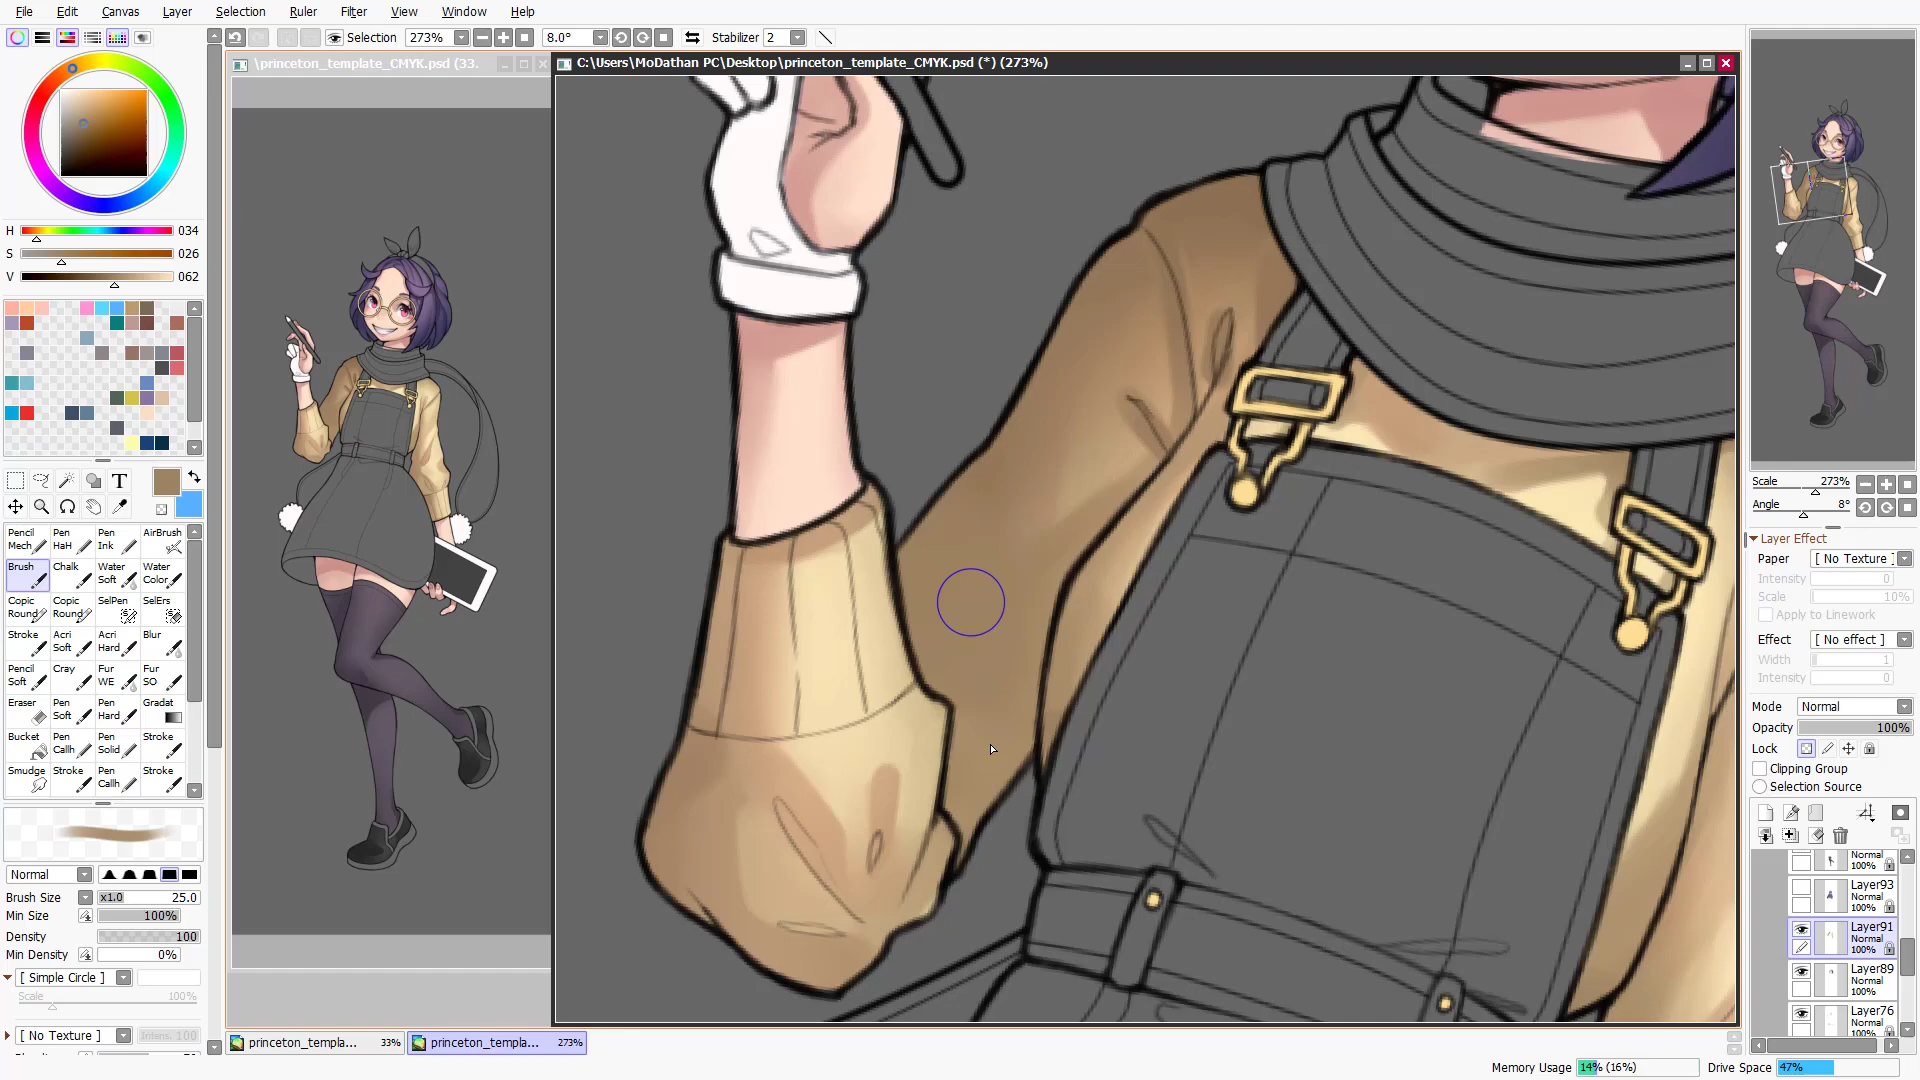 File Edit Canvas Layer Selection Ruler Filter View Window Help
Selection 273% 8.0° Stabilizer 2
\princeton_template_CMYK.psd (33.
C:\Users\MoDathan PC\Desktop\princeton_template_CMYK.psd (*) (273%)
H 034
S 026
V 062
T
Pencil Mech
Pen HaH
Pen Ink
AirBrush
Brush
Chalk
Water Soft
Water Color
Copic Round
Copic Round
SelPen
SelErs
Stroke
Acri Soft
Acri Hard
Blur
Pencil Soft
Cray
Fur WE
Fur SO
Eraser
Pen Soft
Pen Hard
Gradat
Bucket
Pen Callh
Pen Solid
Stroke
Smudge
Stroke
Pen Callh
Stroke
Normal
Brush Size x1.0 25.0
Min Size 100%
Density 100
Min Density 0%
[ Simple Circle ]
Scale 100%
[ No Texture ] Intens. 100
princeton_templa... 33%
princeton_templa... 273%
Scale 273%
Angle 8°
Layer Effect
Paper [ No Texture ]
Intensity 0
Scale 10%
Apply to Linework
Effect [ No effect ]
Width 1
Intensity 0
Mode Normal
Opacity 100%
Lock
Clipping Group
Selection Source
Normal
100%
Layer93
Normal
100%
Layer91
Normal
100%
Layer89
Normal
100%
Layer76
Normal
100%
Memory Usage 14% (16%) Drive Space 47%